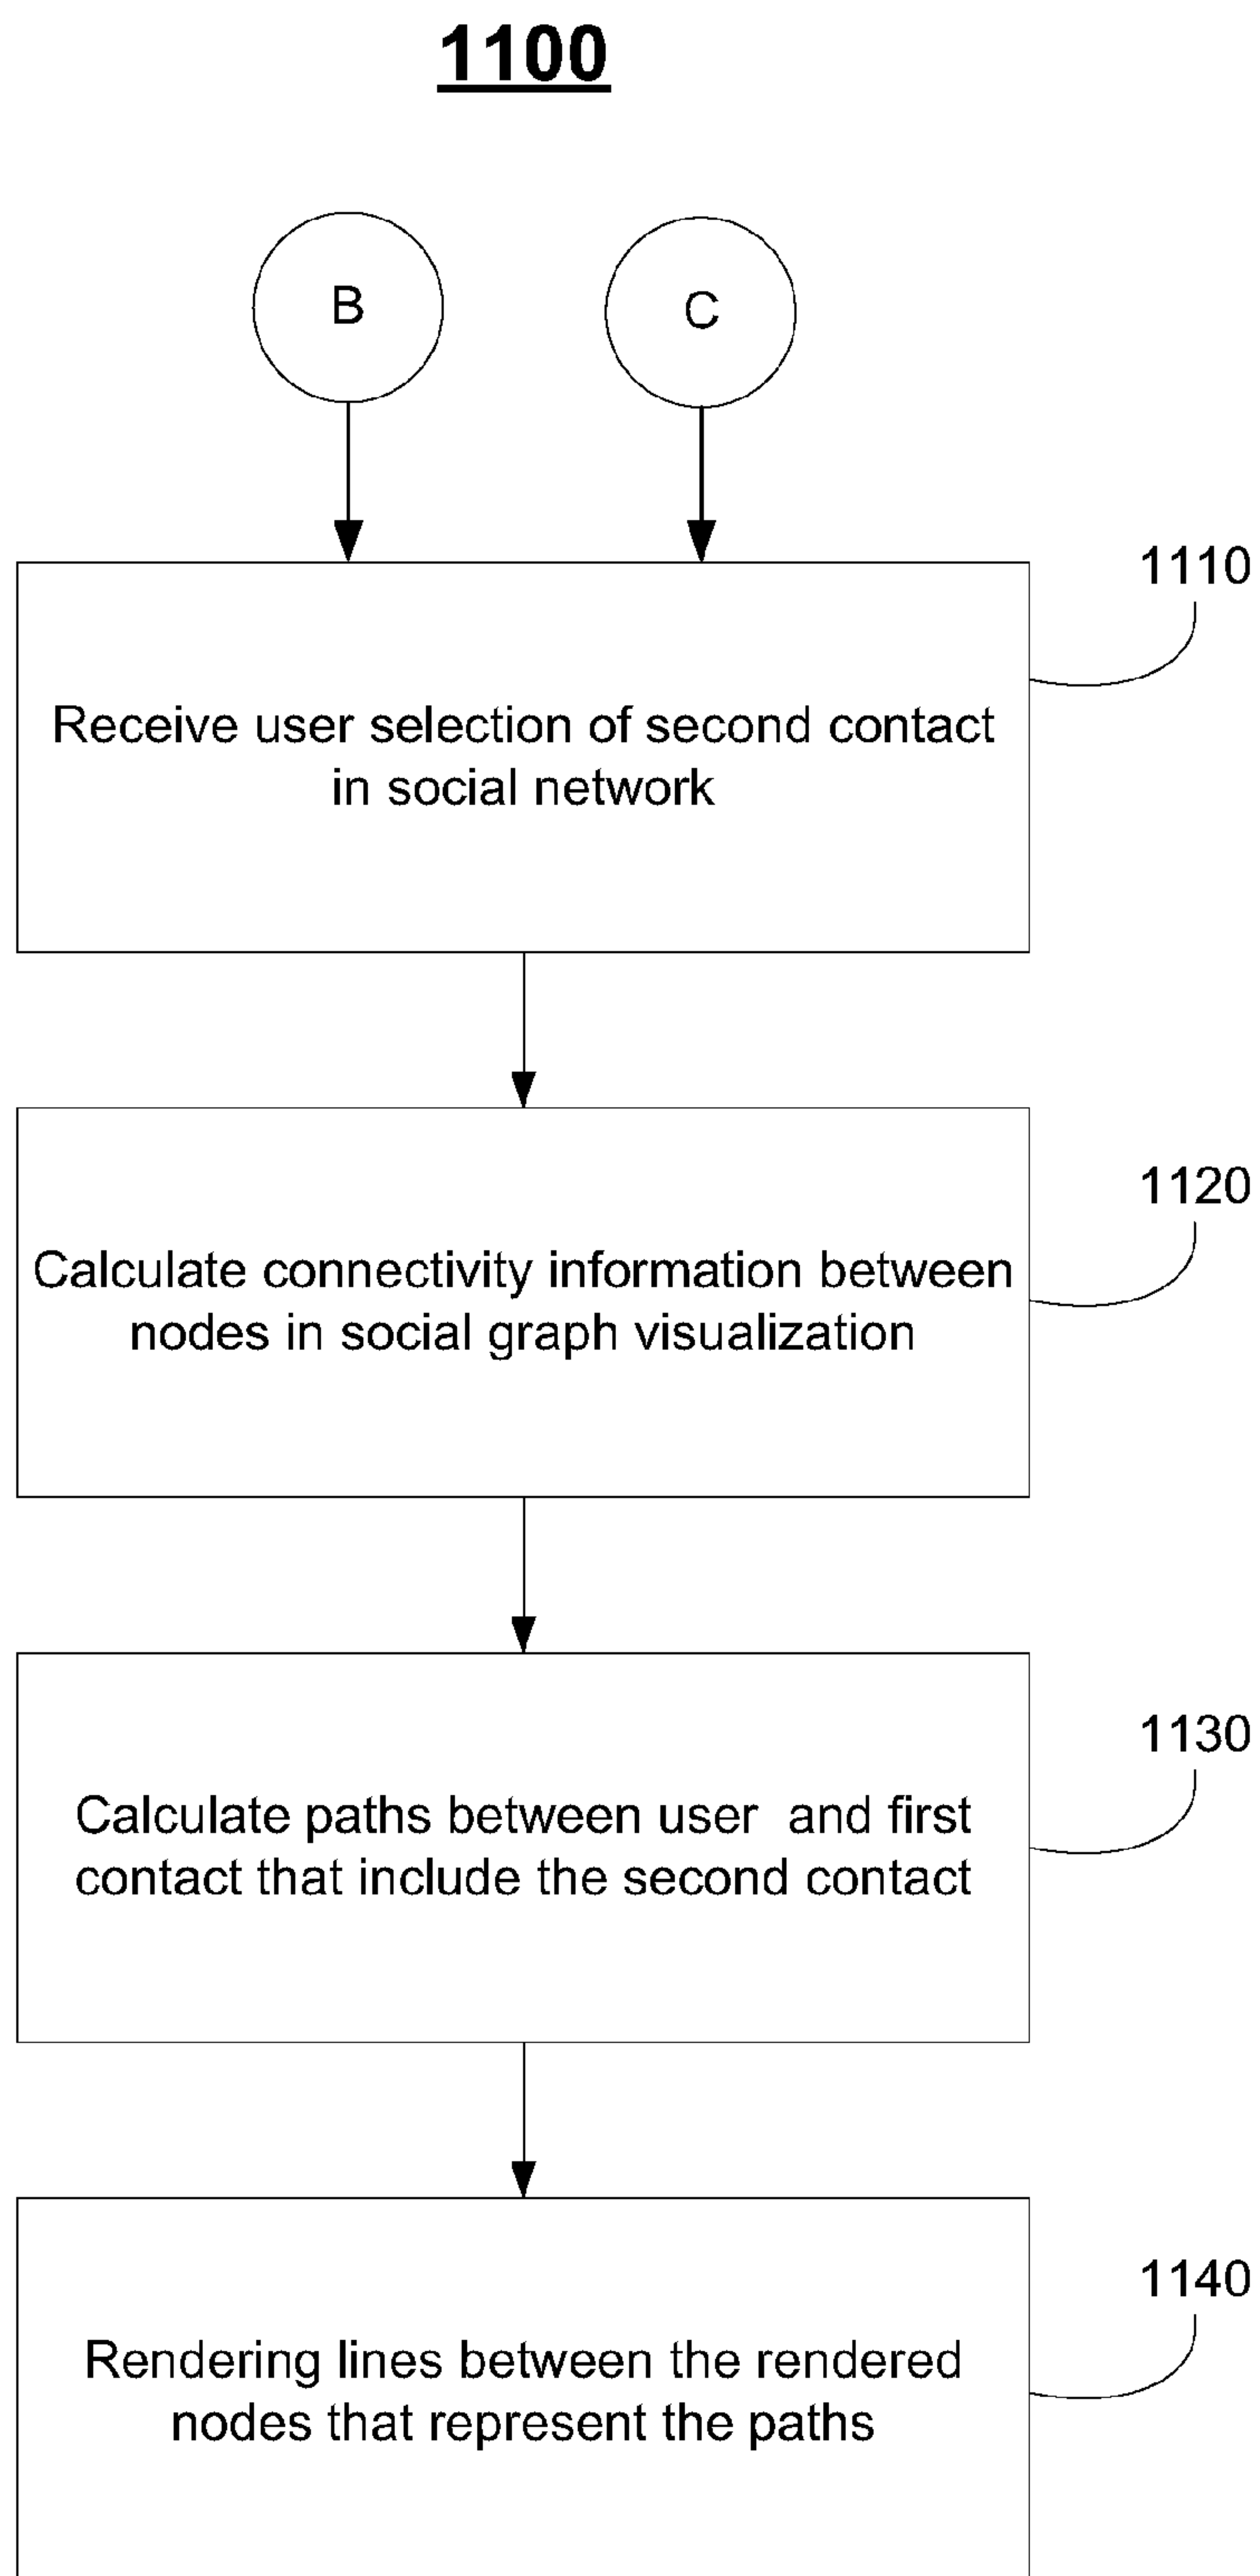 1100
B
C
1110
Receive user selection of second contact
in social network
1120
Calculate connectivity information between
nodes in social graph visualization
1130
Calculate paths between user  and first
contact that include the second contact
1140
Rendering lines between the rendered
nodes that represent the paths